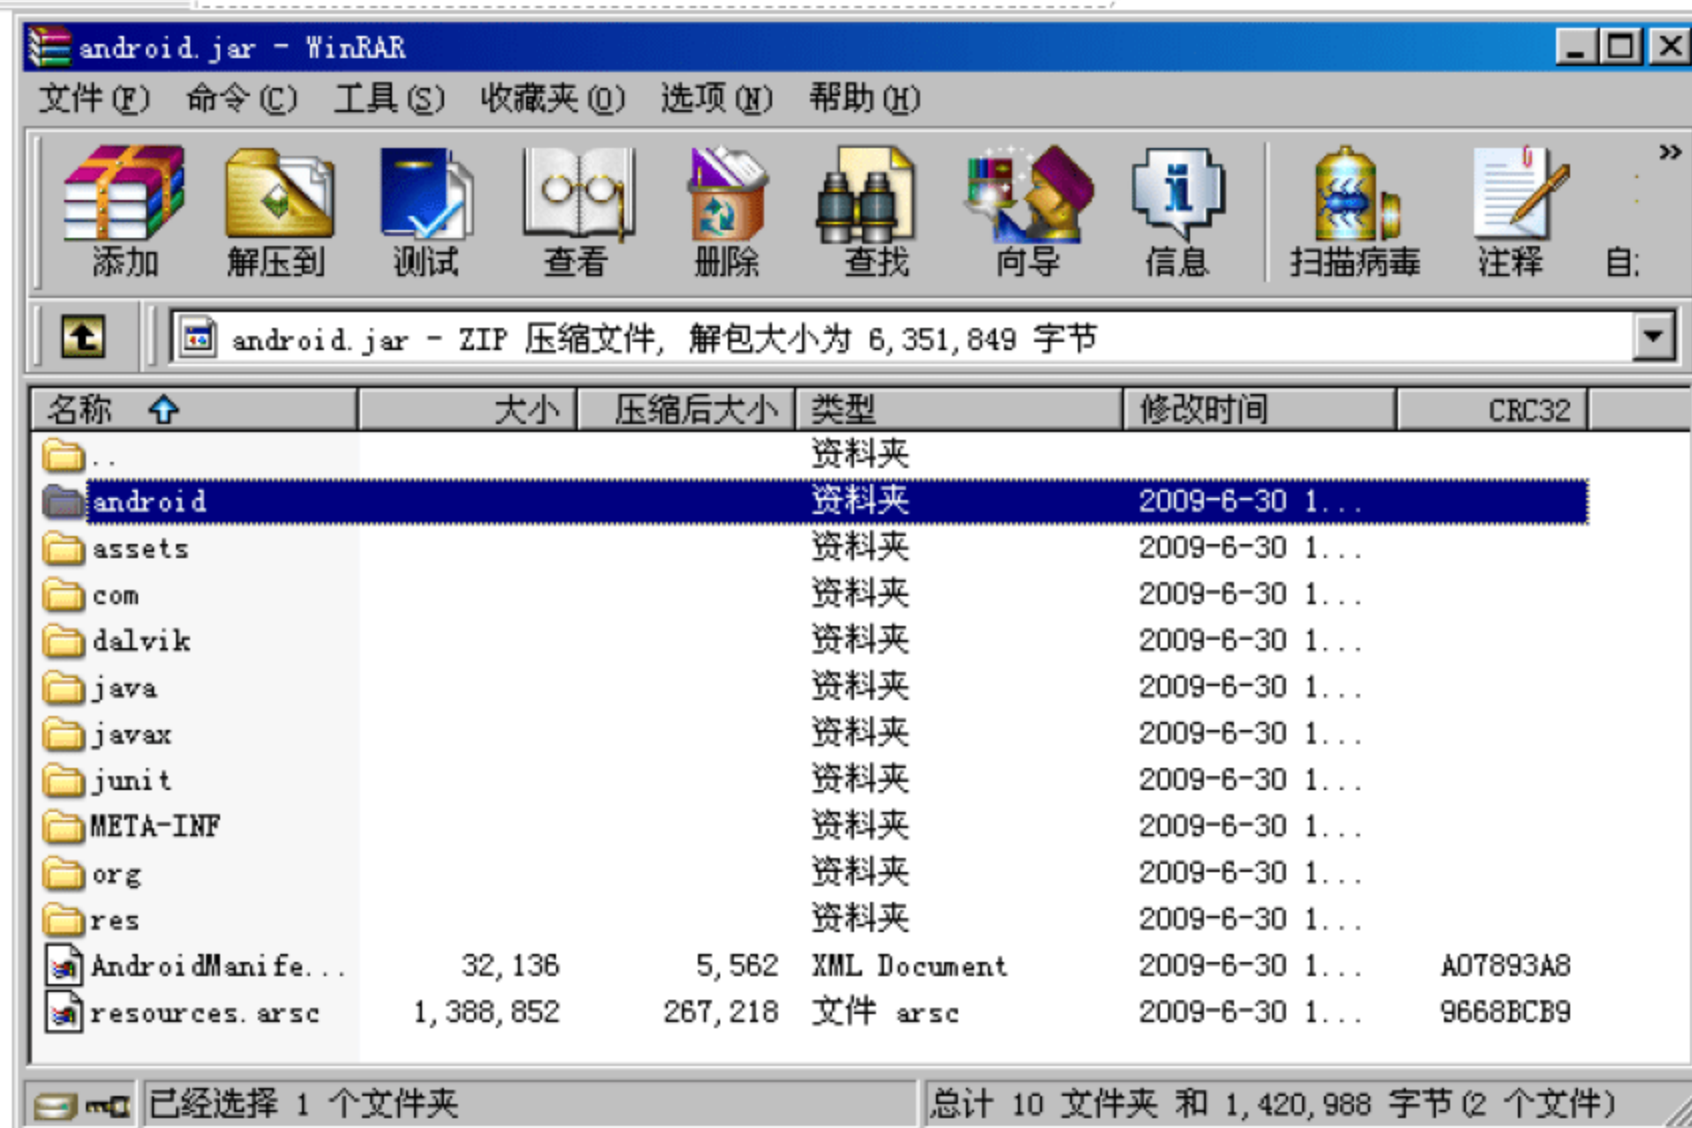 android.jar - WinRAR
文件(F) 命令(C) 工具(S) 收藏夹(O) 选项(N) 帮助(H)
»
添加 解压到 测试 查看 删除 查找 向导 信息 扫描病毒 注释 自
android.jar - ZIP 压缩文件, 解包大小为 6,351,849 字节
名称 大小 压缩后大小 类型 修改时间 CRC32
.. 资料夹
android 资料夹 2009-6-30 1...
assets 资料夹 2009-6-30 1...
com 资料夹 2009-6-30 1...
dalvik 资料夹 2009-6-30 1...
java 资料夹 2009-6-30 1...
javax 资料夹 2009-6-30 1...
junit 资料夹 2009-6-30 1...
META-INF 资料夹 2009-6-30 1...
org 资料夹 2009-6-30 1...
res 资料夹 2009-6-30 1...
AndroidManife... 32,136 5,562 XML Document 2009-6-30 1... A07893A8
resources.arsc 1,388,852 267,218 文件 arsc 2009-6-30 1... 9668BCB9
已经选择 1 个文件夹 总计 10 文件夹 和 1,420,988 字节(2 个文件)